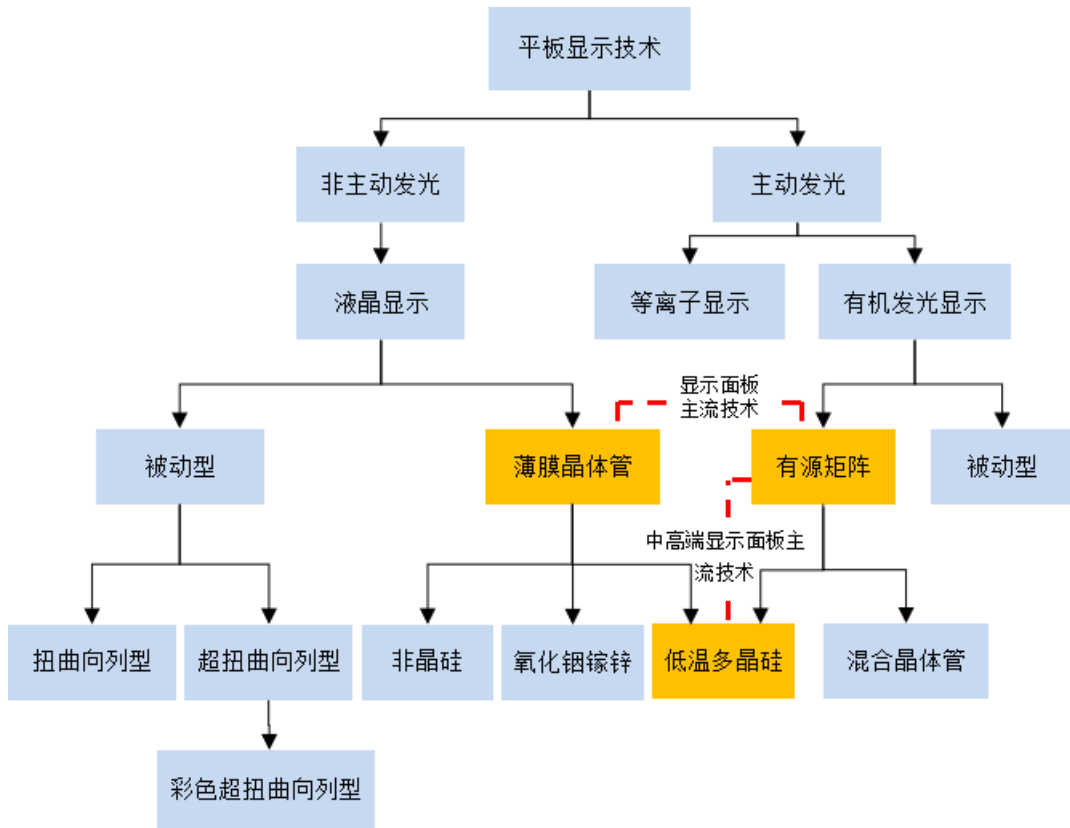 平板显示技术
非主动发光
主动发光
液晶显示
等离子显示
有机发光显示
显示面板
主流技术
被动型
薄膜晶体管
有源矩阵
被动型
中高端显示面板主
流技术
扭曲向列型
超扭曲向列型
非晶硅
氧化铟镓锌
低温多晶硅
混合晶体管
彩色超扭曲向列型